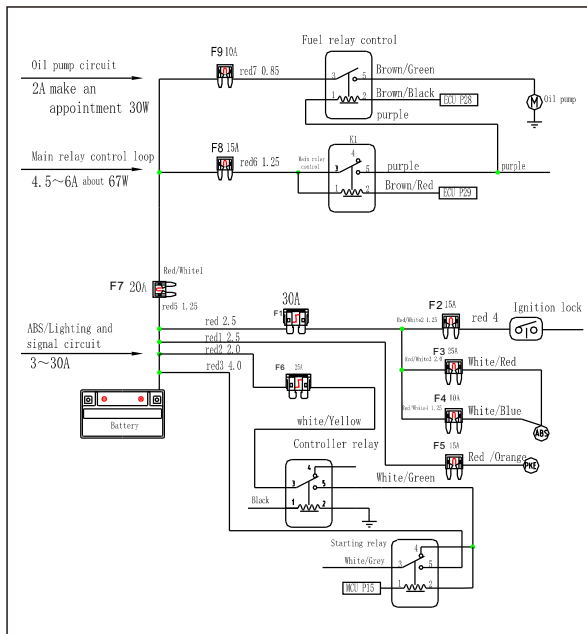 Fuel relay control
F9 10A
Oil pump circuit
red7 0.85
3
5
Brown/Green
2A make an
appointment 30W
1
2
Brown/Black
ECU P28
M
Oil pump
purple
K1
F8 15A
4
Main relay control loop
red6 1.25
Main relay
control
3
5
purple
purple
4.5～6A about 67W
1
2
Brown/Red
ECU P29
Red/White1
F7 20A
red5 1.25
30A
F1
F2 15A
Ignition lock
red 2.5
Red/White2 1.25
red 4
ABS/Lighting and
signal circuit
red1 2.5
red2 2.0
F3 25A
3～30A
Red/White3 2.0
White/Red
red3 4.0
F6
25A
F4 10A
Red/White4 1.25
White/Blue
Battery
white/Yellow
ABS
F5 15A
Controller relay
Red /Orange
PKE
4
White/Green
3
5
Black
1
2
Starting relay
4
White/Grey
3
5
MCU P15
1
2